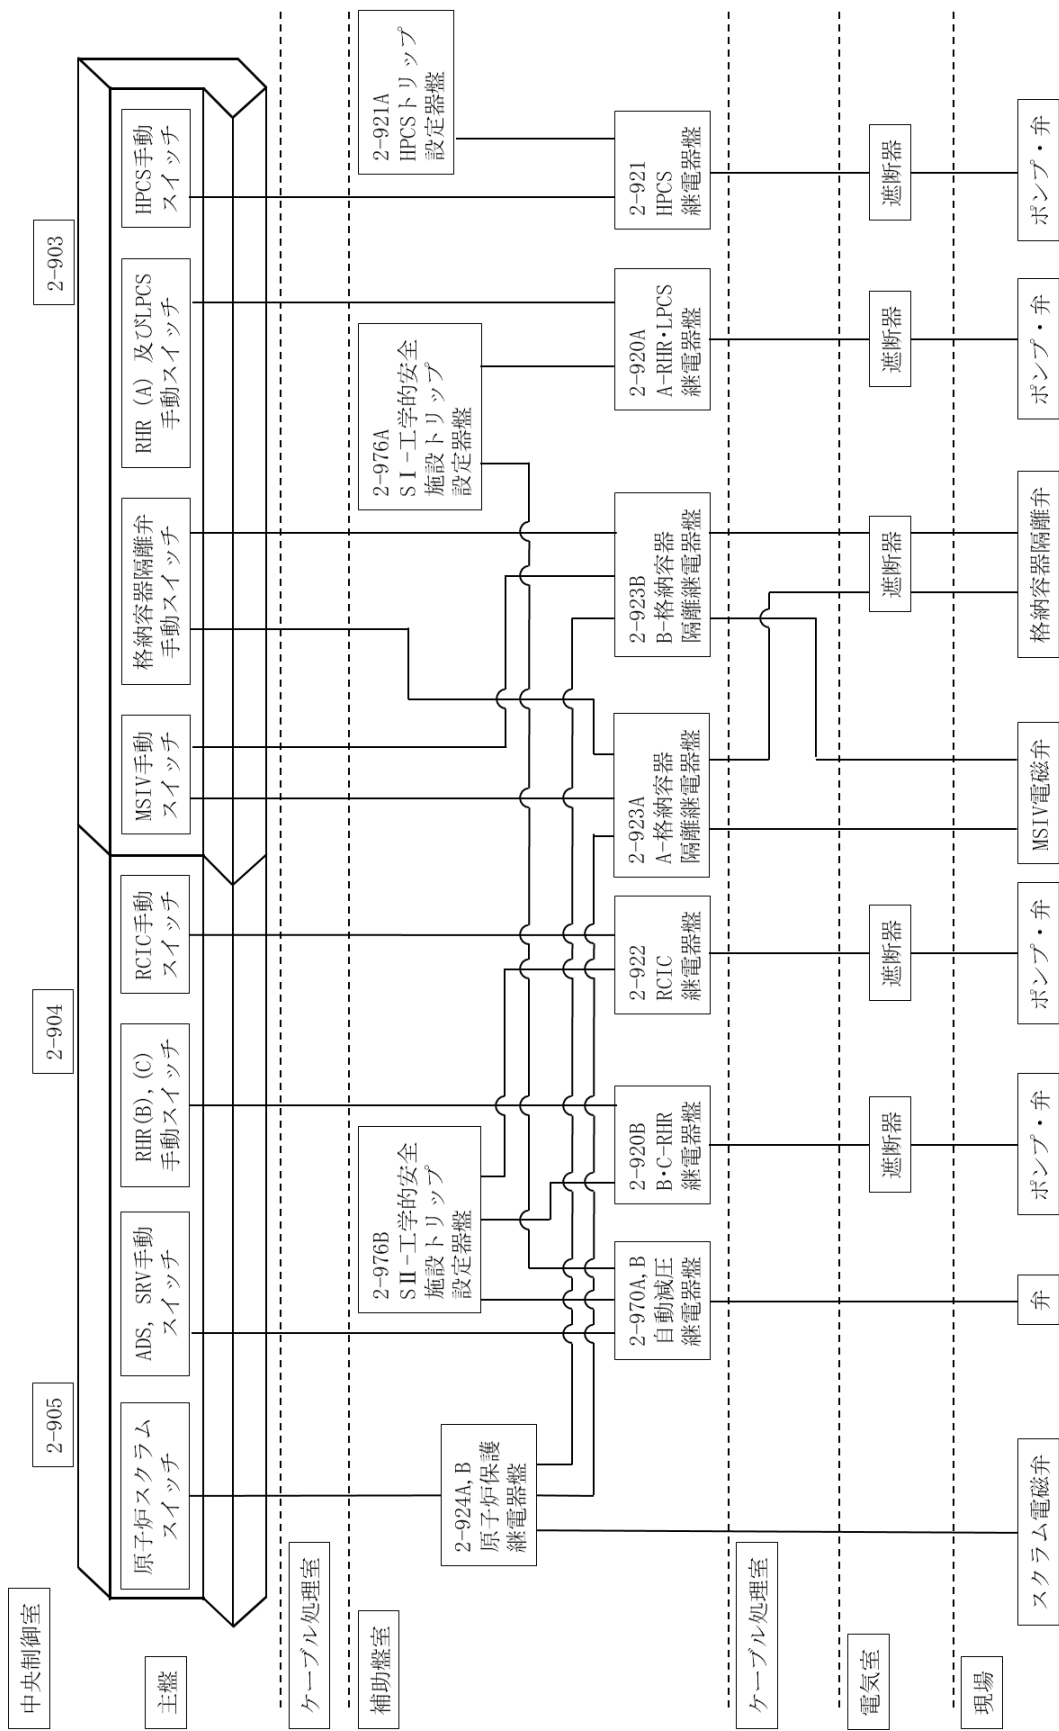 中央制御室
2-905
2-904
2-903
主盤
原子炉スクラム
スイッチ
ADS, SRV手動
スイッチ
RHR(B),(C)
手動スイッチ
RCIC手動
スイッチ
MSIV手動
スイッチ
格納容器隔離弁
手動スイッチ
RHR(A) 及びLPCS
手動スイッチ
HPCS手動
スイッチ
ケーブル処理室
補助盤室
2-924A,B
原子炉保護
継電器盤
2-976B
SⅡ-工学的安全
施設トリップ
設定器盤
2-976A
SⅠ-工学的安全
施設トリップ
設定器盤
2-921A
HPCSトリップ
設定器盤
2-970A,B
自動減圧
継電器盤
2-920B
B・C-RHR
継電器盤
2-922
RCIC
継電器盤
2-923A
A-格納容器
隔離継電器盤
2-923B
B-格納容器
隔離継電器盤
2-920A
A-RHR・LPCS
継電器盤
2-921
HPCS
継電器盤
ケーブル処理室
電気室
遮断器
遮断器
遮断器
遮断器
遮断器
現場
スクラム電磁弁
弁
ポンプ・弁
ポンプ・弁
MSIV電磁弁
格納容器隔離弁
ポンプ・弁
ポンプ・弁